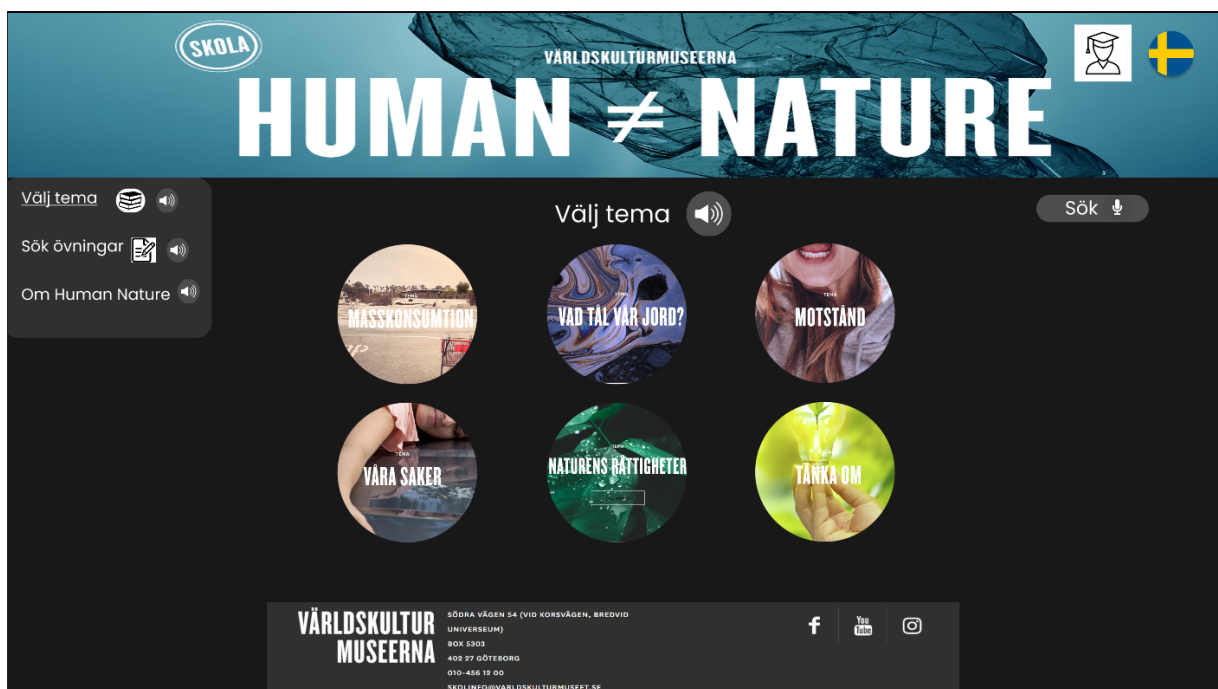 SKOLA
VÄRLDSKULTURMUSEERNA
HUMAN ≠ NATURE
Välj tema
Sök övningar
Om Human Nature
Välj tema
Sök
TEMA
MASSKONSUMTION
TEMA
VAD TÅL VÅR JORD?
TEMA
MOTSTÅND
TEMA
VÅRA SAKER
TEMA
NATURENS RÄTTIGHETER
TÄNKA OM
VÄRLDSKULTUR
MUSEERNA
SÖDRA VÄGEN 54 (VID KORSVÄGEN, BREDVID
UNIVERSEUM)
BOX 5303
402 27 GÖTEBORG
010-456 12 00
SKOLINFO@VARLDSKULTURMUSEET.SE
f
You
Tube